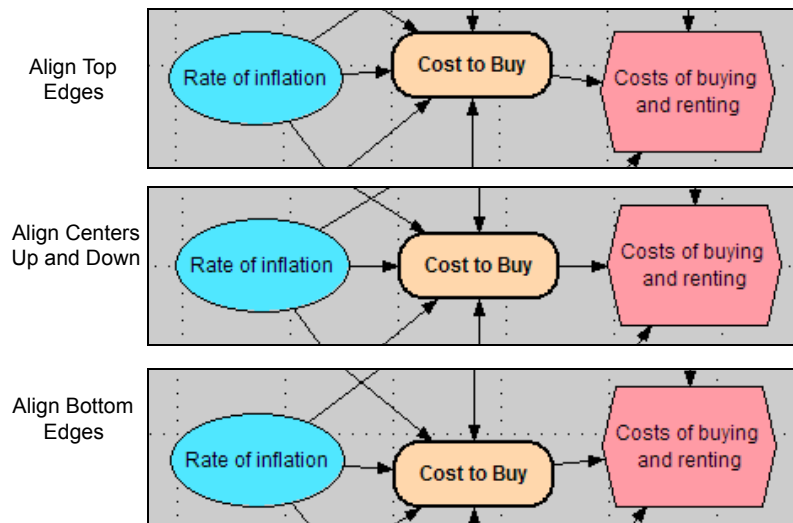 Align Top
Edges
Rate of inflation
Cost to Buy
Costs of buying
and renting
Align Centers
Up and Down
Rate of inflation
Cost to Buy
Costs of buying
and renting
Align Bottom
Edges
Rate of inflation
Cost to Buy
Costs of buying
and renting